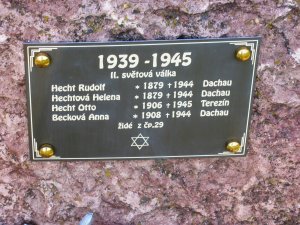 1939 - 1945
II. světová válka
Hecht Rudolf * 1879 † 1944 Dachau
Hechtová Helena * 1879 † 1944 Dachau
Hecht Otto * 1906 † 1945 Terezín
Becková Anna * 1908 † 1944 Dachau
židé z čp.29